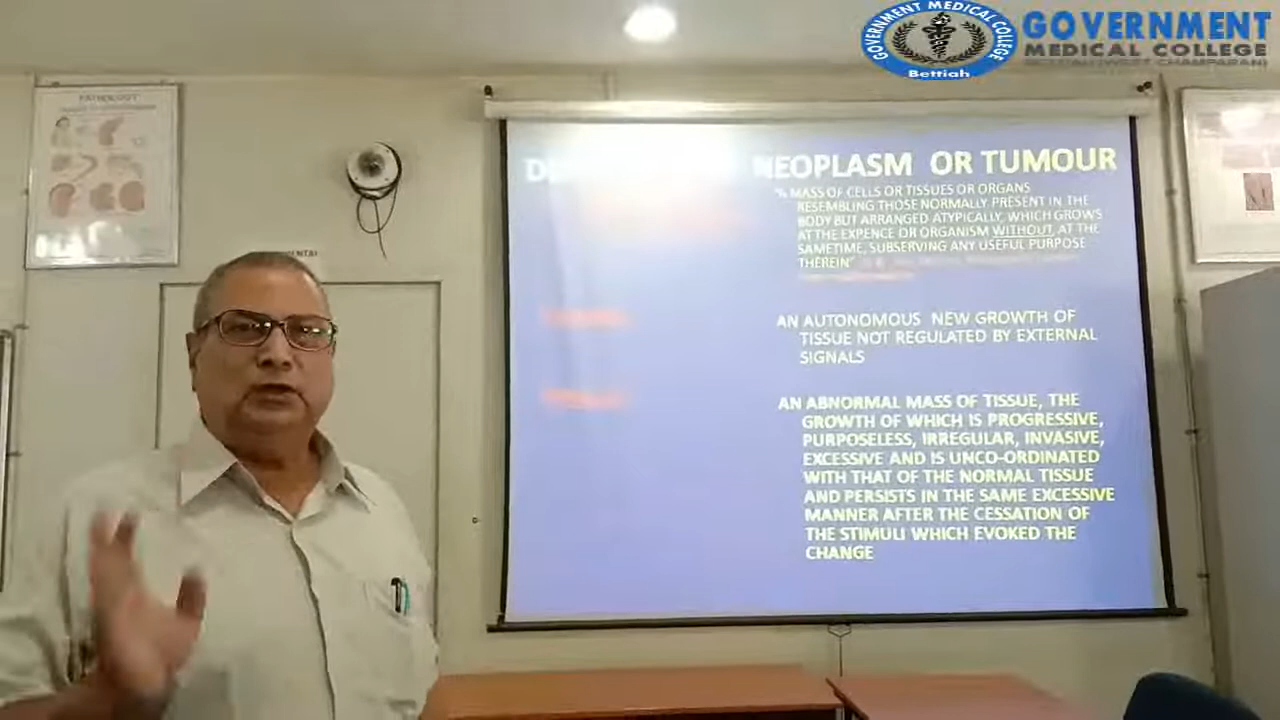 GOVERNMENT MEDICAL COLLEGE
Bettiah
GOVERNMENT
MEDICAL COLLEGE
PATHOLOGY
NEOPLASM OR TUMOUR
"A MASS OF CELLS OR TISSUES OR ORGANS
RESEMBLING THOSE NORMALLY PRESENT IN THE
BODY BUT ARRANGED ATYPICALLY, WHICH GROWS
AT THE EXPENCE OR ORGANISM WITHOUT, AT THE
SAMETIME, SUBSERVING ANY USEFUL PURPOSE
THEREIN"
AN AUTONOMOUS NEW GROWTH OF
TISSUE NOT REGULATED BY EXTERNAL
SIGNALS
AN ABNORMAL MASS OF TISSUE, THE
GROWTH OF WHICH IS PROGRESSIVE,
PURPOSELESS, IRREGULAR, INVASIVE,
EXCESSIVE AND IS UNCO-ORDINATED
WITH THAT OF THE NORMAL TISSUE
AND PERSISTS IN THE SAME EXCESSIVE
MANNER AFTER THE CESSATION OF
THE STIMULI WHICH EVOKED THE
CHANGE